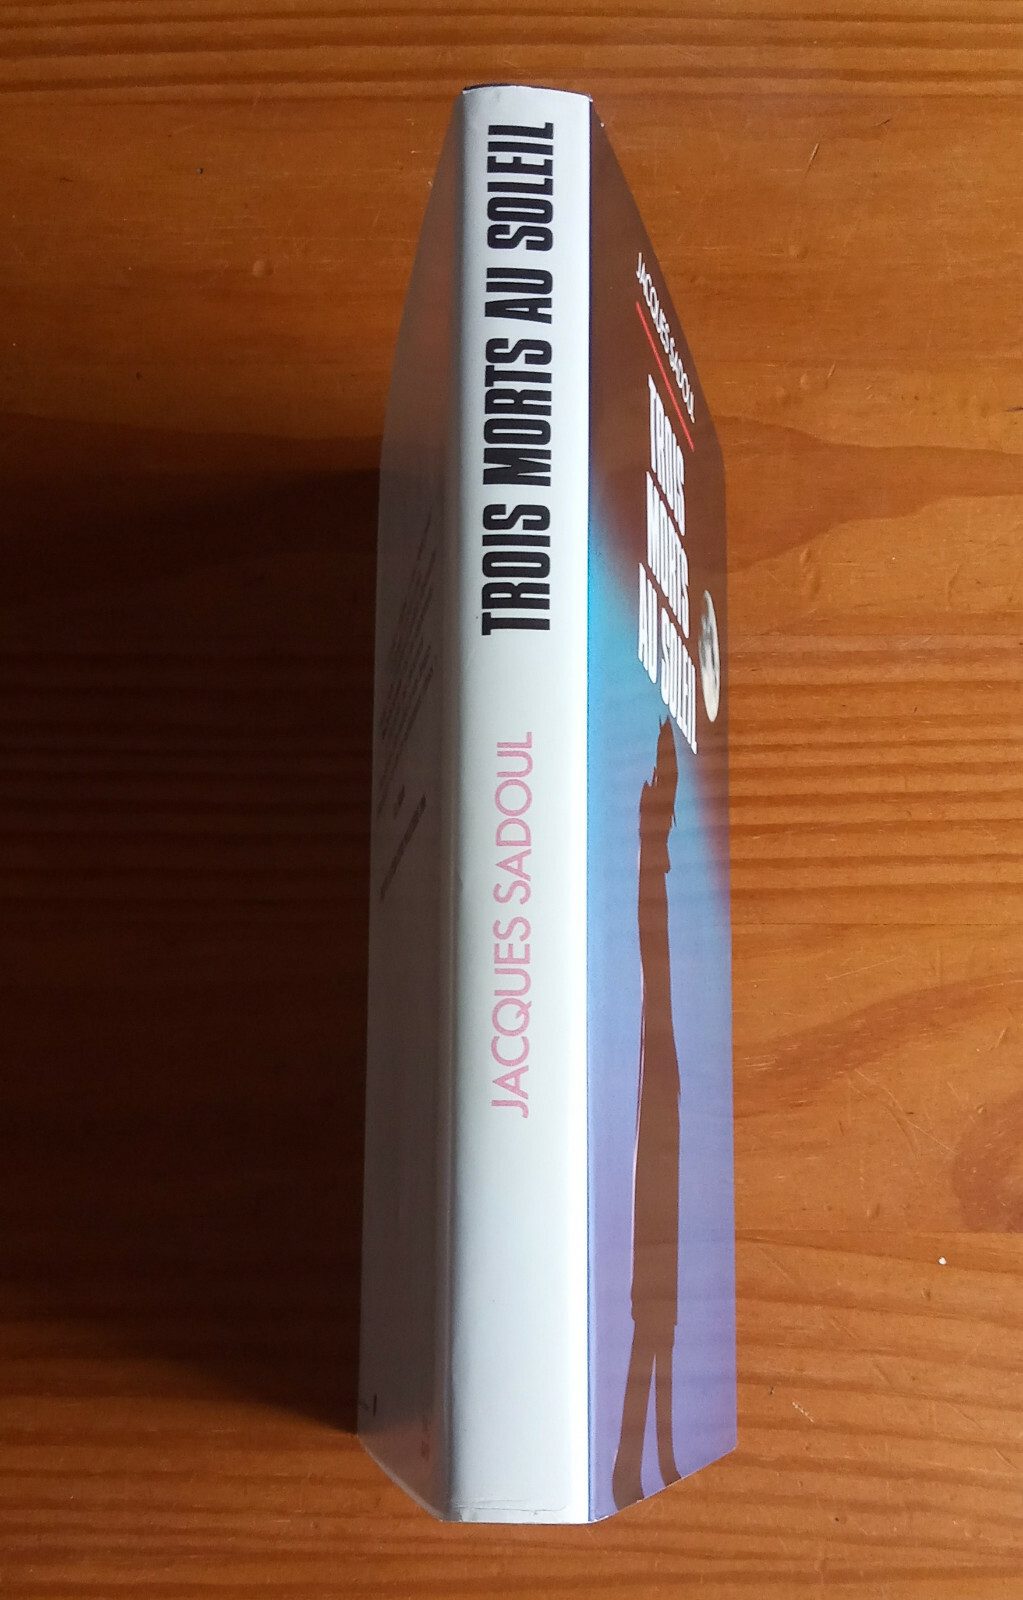 TROIS MORTS AU SOLEIL
JACQUES SADOUL
JACQUES SADOUL
TROIS
MORTS
AU SOLEIL